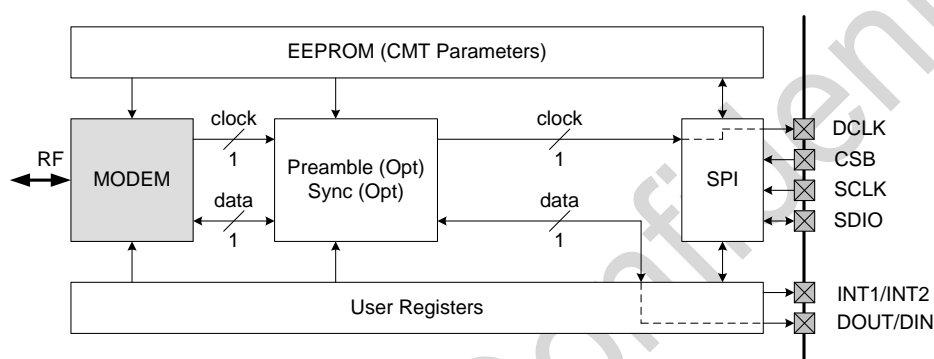 EEPROM (CMT Parameters)
RF
MODEM
clock
1
data
1
Preamble (Opt)
Sync (Opt)
clock
1
data
1
SPI
DCLK
CSB
SCLK
SDIO
User Registers
INT1/INT2
DOUT/DIN